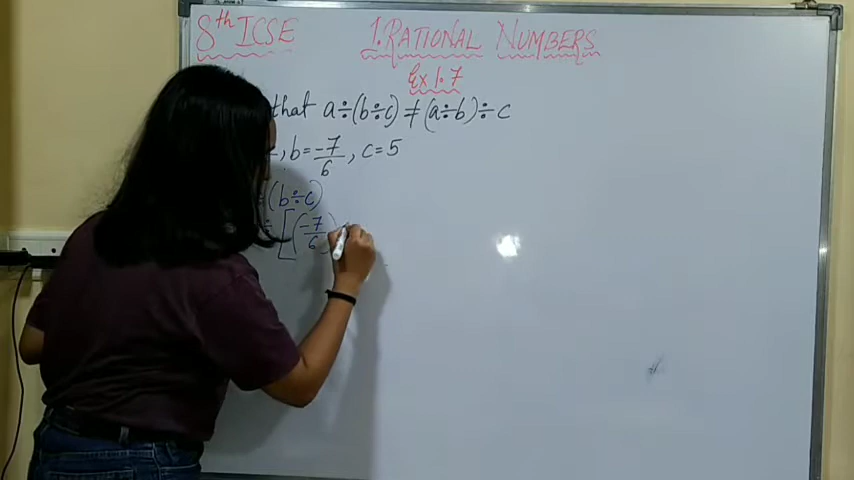 8th ICSE 1. RATIONAL NUMBERS
Ex 1.7
that a÷(b÷c)≠(a÷b)÷c
, b=-7/6, c=5
(b÷c)
= [(-7/6)